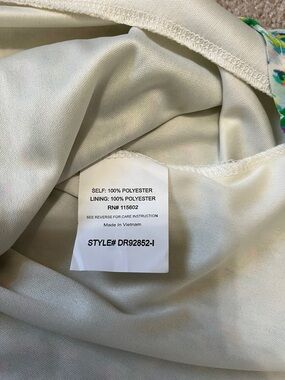 SELF: 100% POLYESTER
LINING: 100% POLYESTER
RN# 115602
SEE REVERSE FOR CARE INSTRUCTION
Made in Vietnam
STYLE# DR92852-I